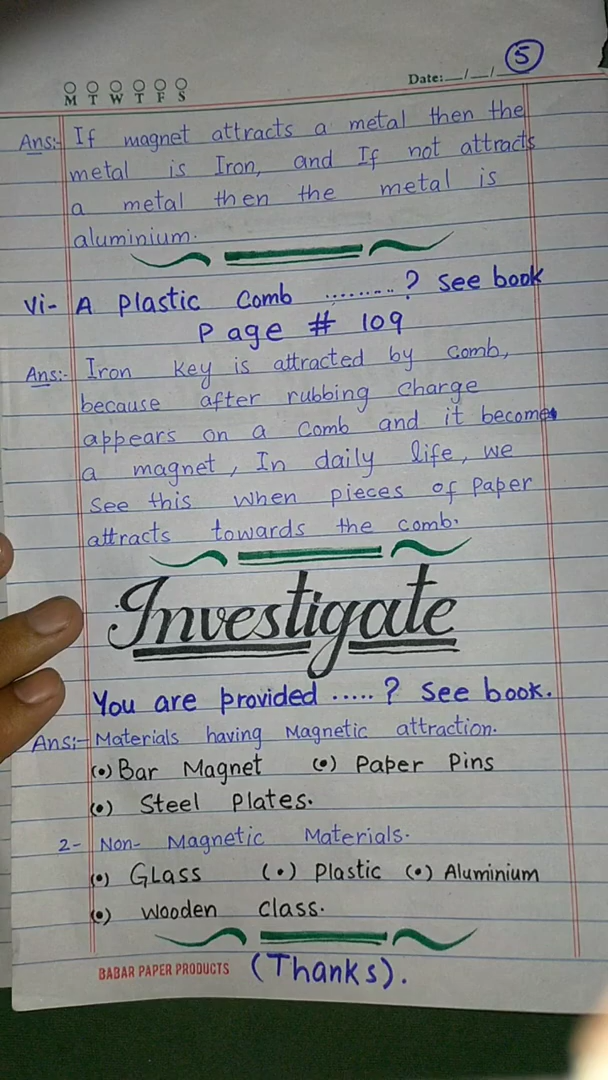 5
M T W T F S
Date:__/__/__
Ans:- If magnet attracts a metal then the
metal is Iron, and If not attracts
a metal then the metal is
aluminium.
Vi- A Plastic Comb ......... ? See book
Page # 109
Ans:- Iron key is attracted by comb,
because after rubbing charge
appears on a comb and it become
a magnet, In daily life, we
see this when pieces of paper
attracts towards the comb.
Investigate
You are provided ..... ? See book.
Ans:- Materials having Magnetic attraction.
(•) Bar Magnet (•) Paper Pins
(•) Steel Plates.
2- Non- Magnetic Materials.
(•) Glass (•) Plastic (•) Aluminium
(•) Wooden class.
BABAR PAPER PRODUCTS (Thanks).